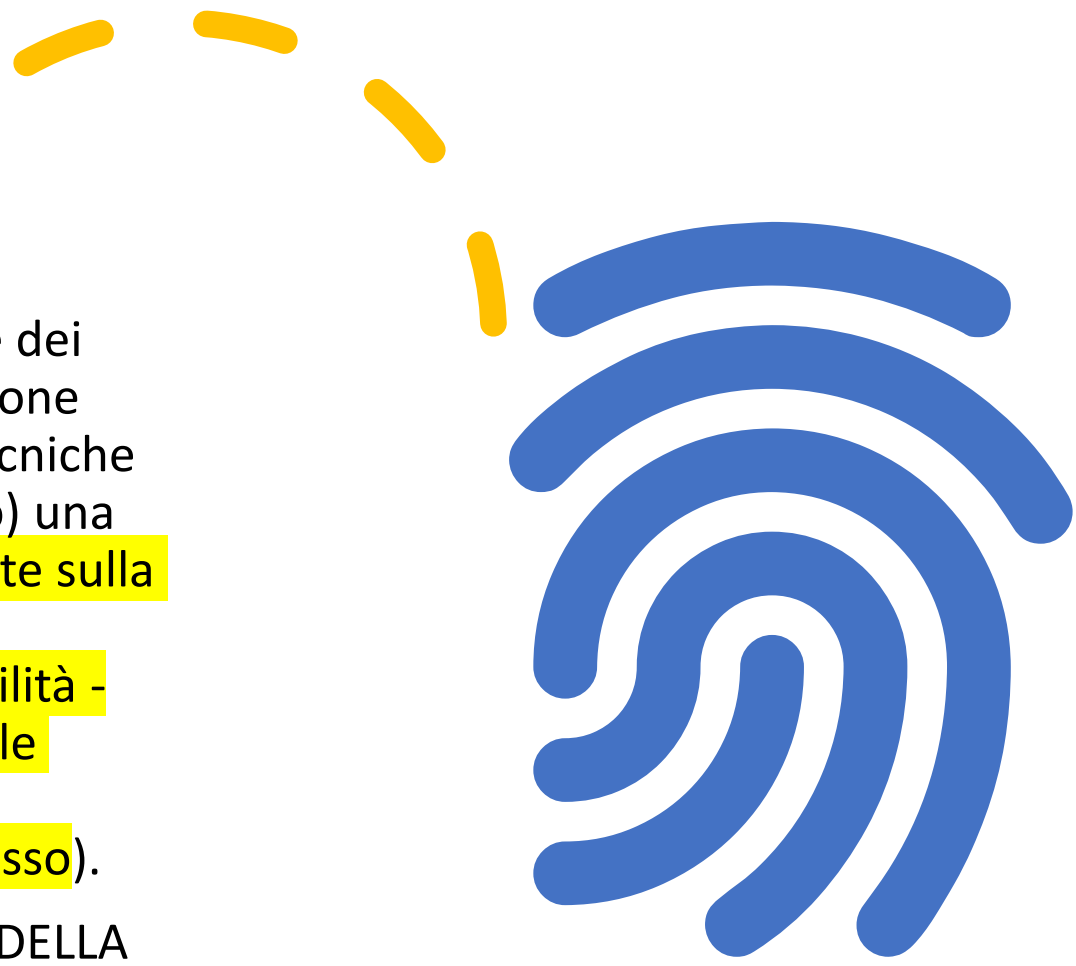 dei
one
cniche
) una
te sulla
ilità -
le
sso).
DELLA